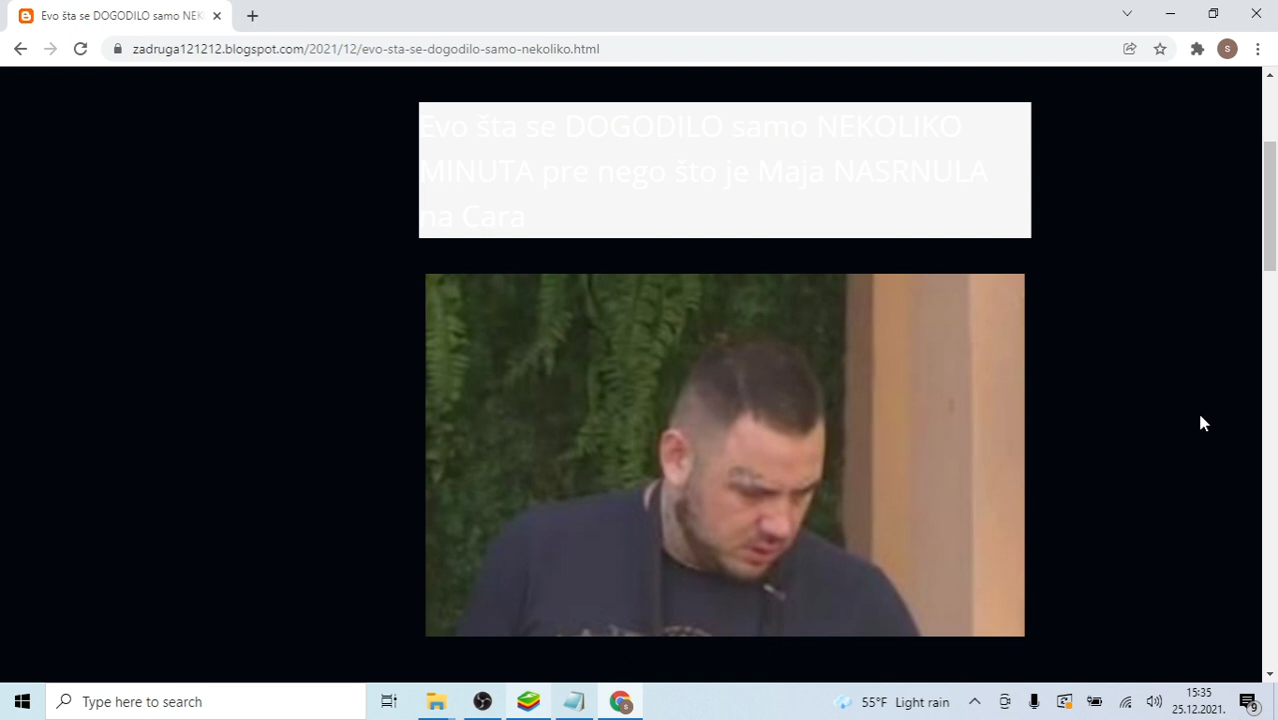 Evo šta se DOGODILO samo NEK
zadruga121212.blogspot.com/2021/12/evo-sta-se-dogodilo-samo-nekoliko.html
S
Evo šta se DOGODILO samo NEKOLIKO
MINUTA pre nego što je Maja NASRNULA
na Cara
Type here to search
S
55°F Light rain
15:35
25.12.2021.
9